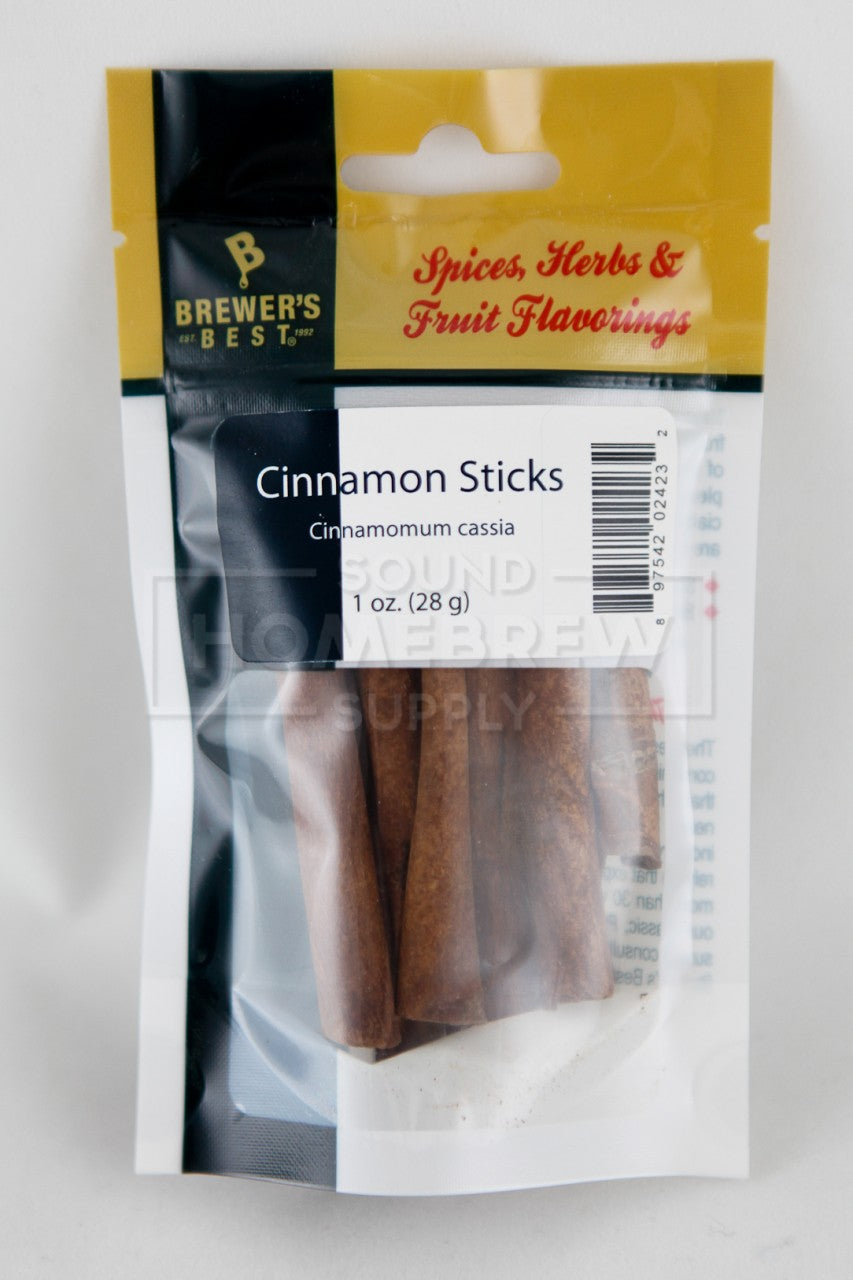 B
BREWER'S
EST. BEST® 1992
Spices, Herbs &
Fruit Flavorings
Cinnamon Sticks
Cinnamomum cassia
1 oz. (28 g)
8 97542 02423 2
SOUND
HOMEBREW
SUPPLY